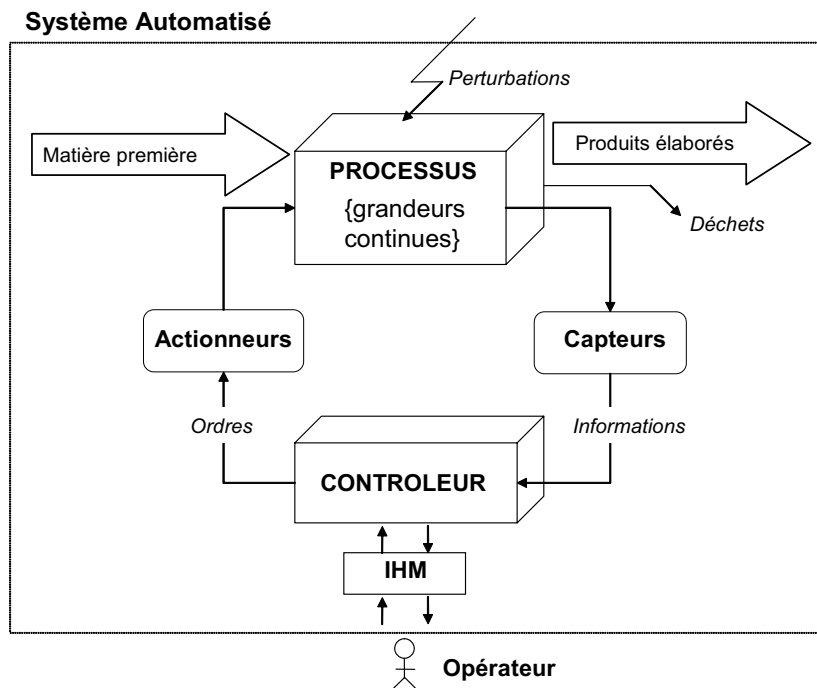 Système Automatisé
Perturbations
Matière première
Produits élaborés
PROCESSUS
{grandeurs
continues}
Déchets
Actionneurs
Capteurs
Ordres
Informations
CONTROLEUR
IHM
Opérateur